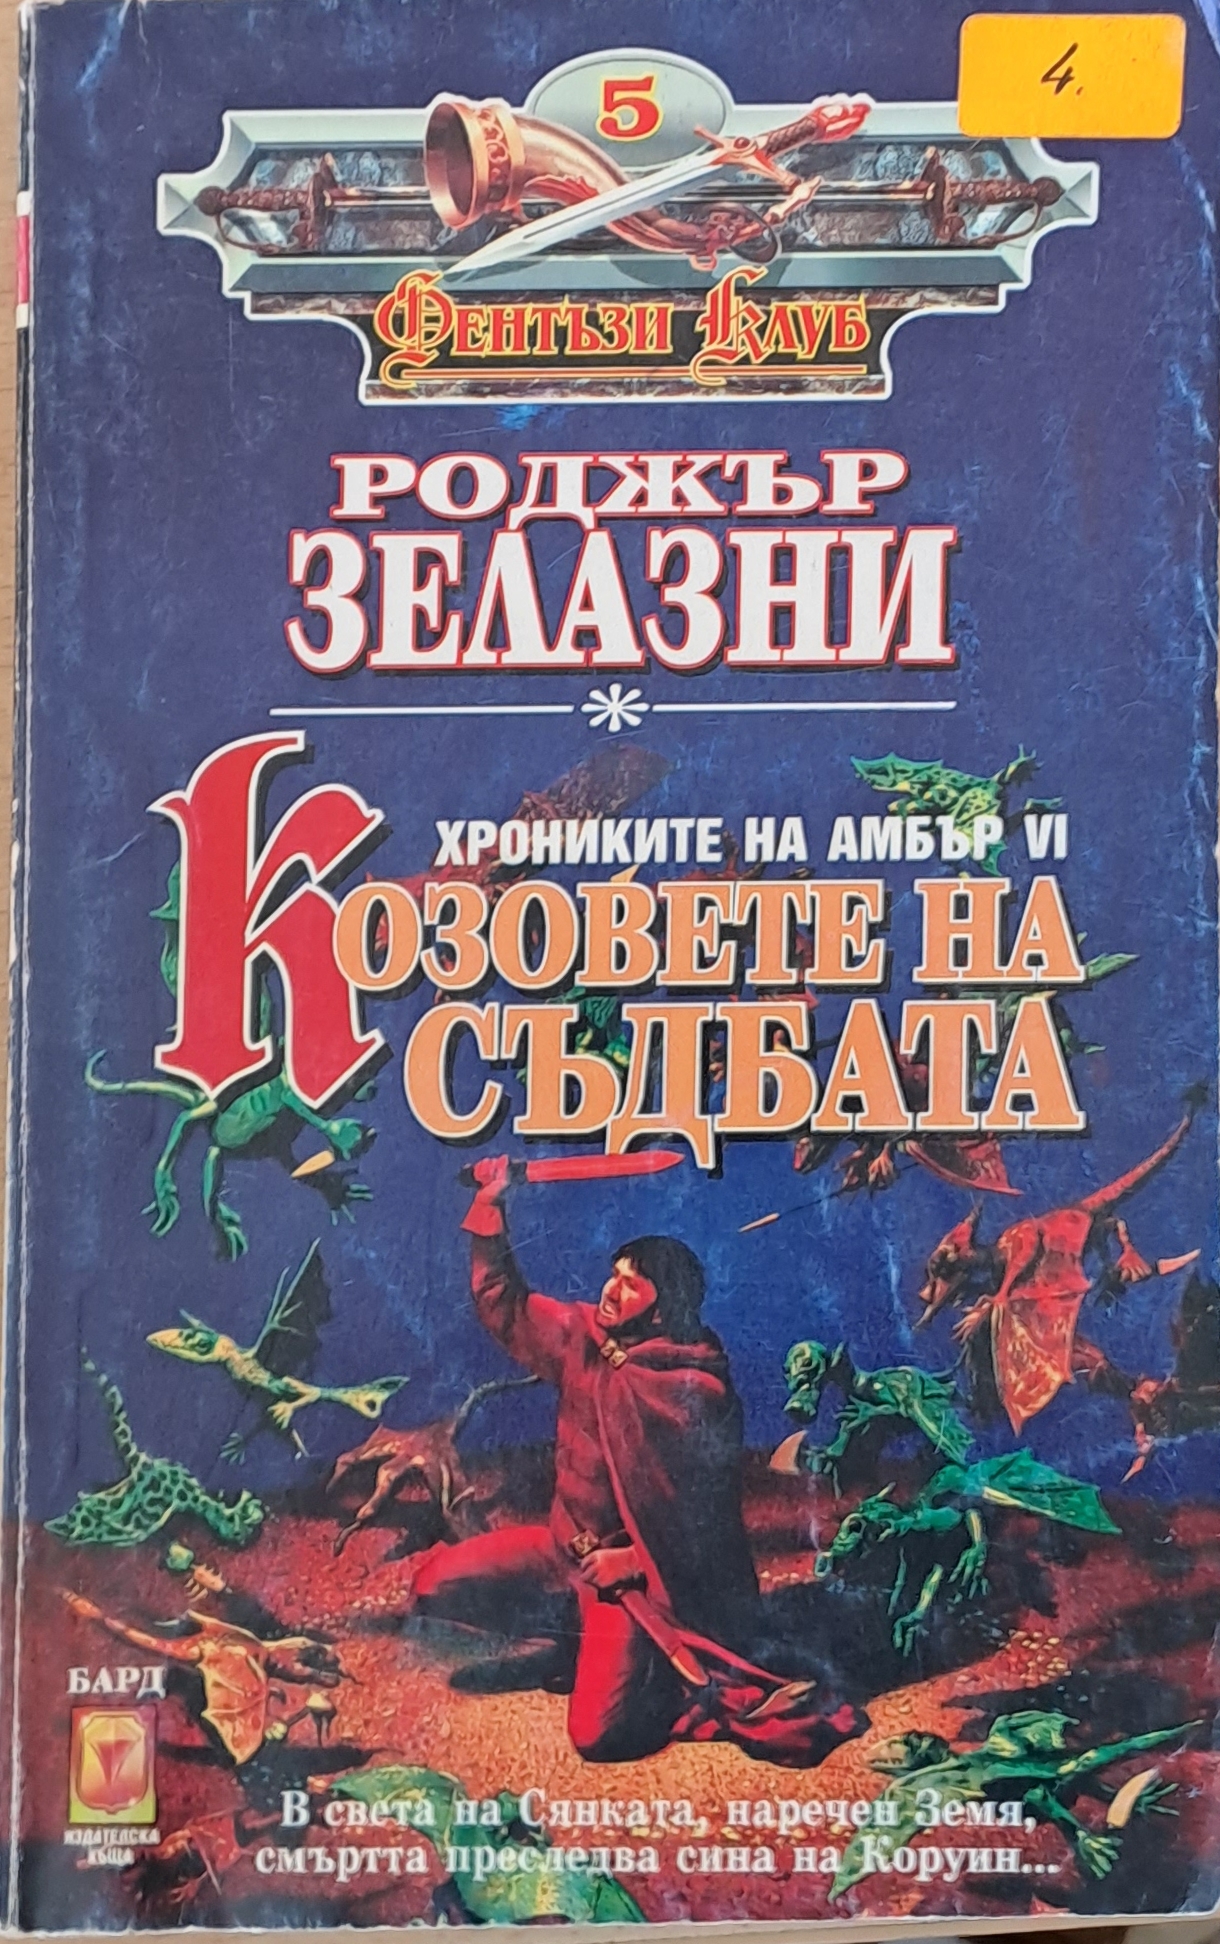 4.
5
Фентъзи Клуб
РОДЖЪР
ЗЕЛАЗНИ
ХРОНИКИТЕ НА АМБЪР VI
КОЗОВЕТЕ НА
СЪДБАТА
БАРД
ИЗДАТЕЛСКА
КЪЩА
В света на Сянката, наречен Земя,
смъртта преследва сина на Коруин...